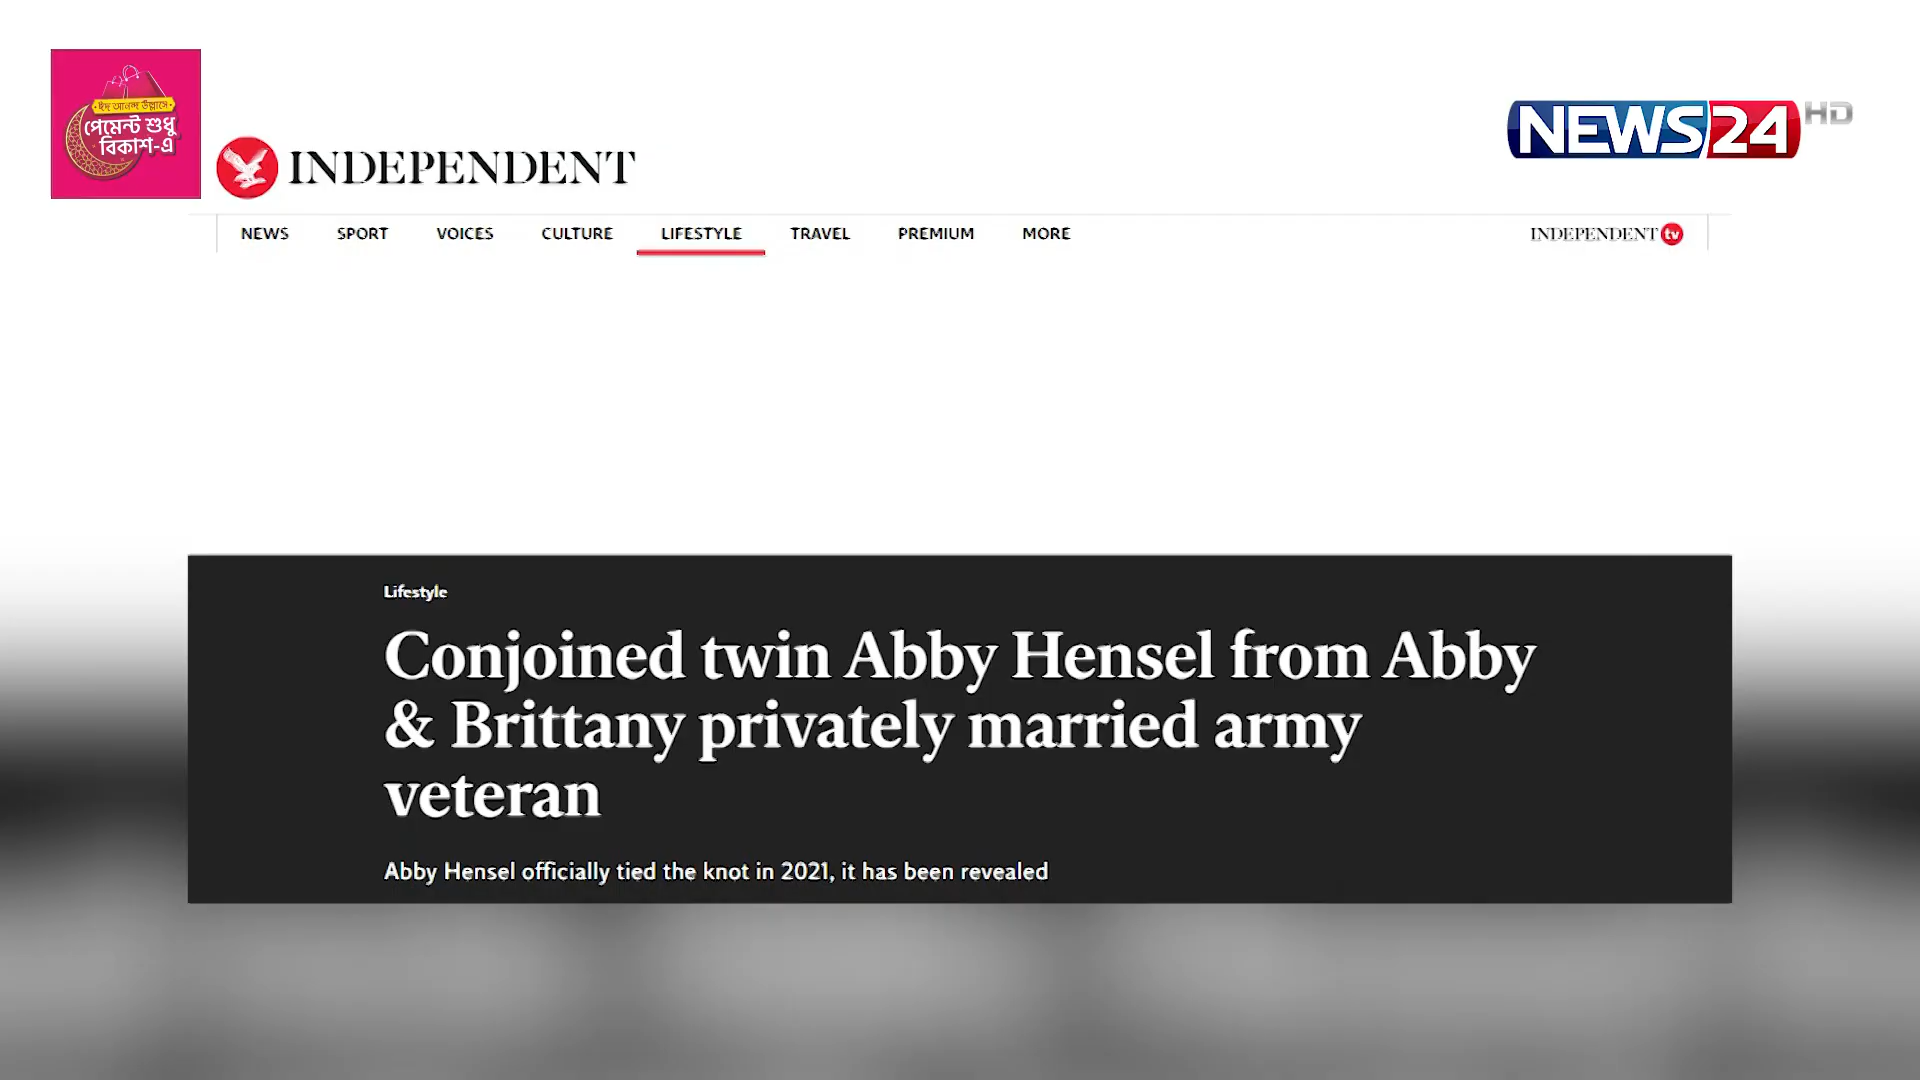 ঈদ আনন্দ উল্লাসে
পেমেন্ট শুধু
বিকাশ-এ
INDEPENDENT
NEWS24 HD
NEWS SPORT VOICES CULTURE LIFESTYLE TRAVEL PREMIUM MORE INDEPENDENT tv
Lifestyle
Conjoined twin Abby Hensel from Abby
& Brittany privately married army
veteran
Abby Hensel officially tied the knot in 2021, it has been revealed